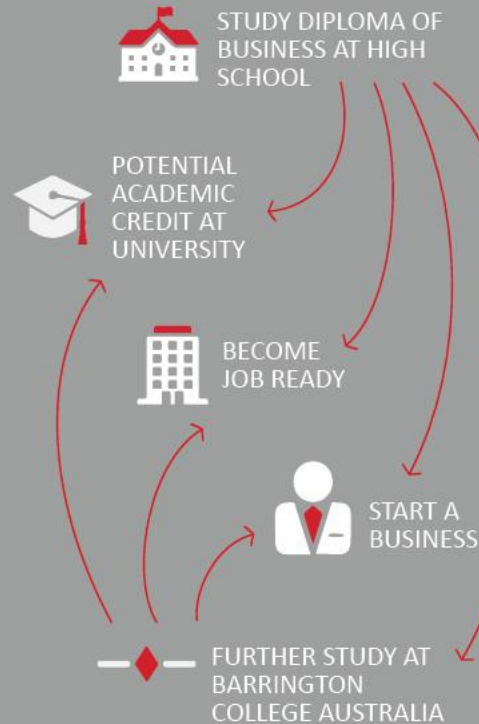 STUDY DIPLOMA OF
BUSINESS AT HIGH
SCHOOL
POTENTIAL
ACADEMIC
CREDIT AT
UNIVERSITY
BECOME
JOB READY
START A
BUSINESS
FURTHER STUDY AT
BARRINGTON
COLLEGE AUSTRALIA